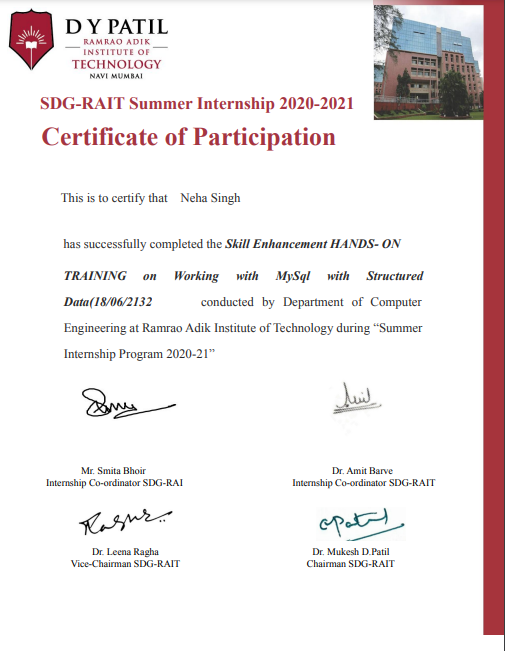 D Y PATIL
RAMRAO ADIK
INSTITUTE OF
TECHNOLOGY
NAVI MUMBAI
SDG-RAIT Summer Internship 2020-2021
Certificate of Participation
This is to certify that Neha Singh
has successfully completed the Skill Enhancement HANDS- ON
TRAINING on Working with MySql with Structured
Data(18/06/2132 conducted by Department of Computer
Engineering at Ramrao Adik Institute of Technology during “Summer
Internship Program 2020-21”
Mr. Smita Bhoir
Internship Co-ordinator SDG-RAI
Dr. Amit Barve
Internship Co-ordinator SDG-RAIT
Dr. Leena Ragha
Vice-Chairman SDG-RAIT
Dr. Mukesh D.Patil
Chairman SDG-RAIT